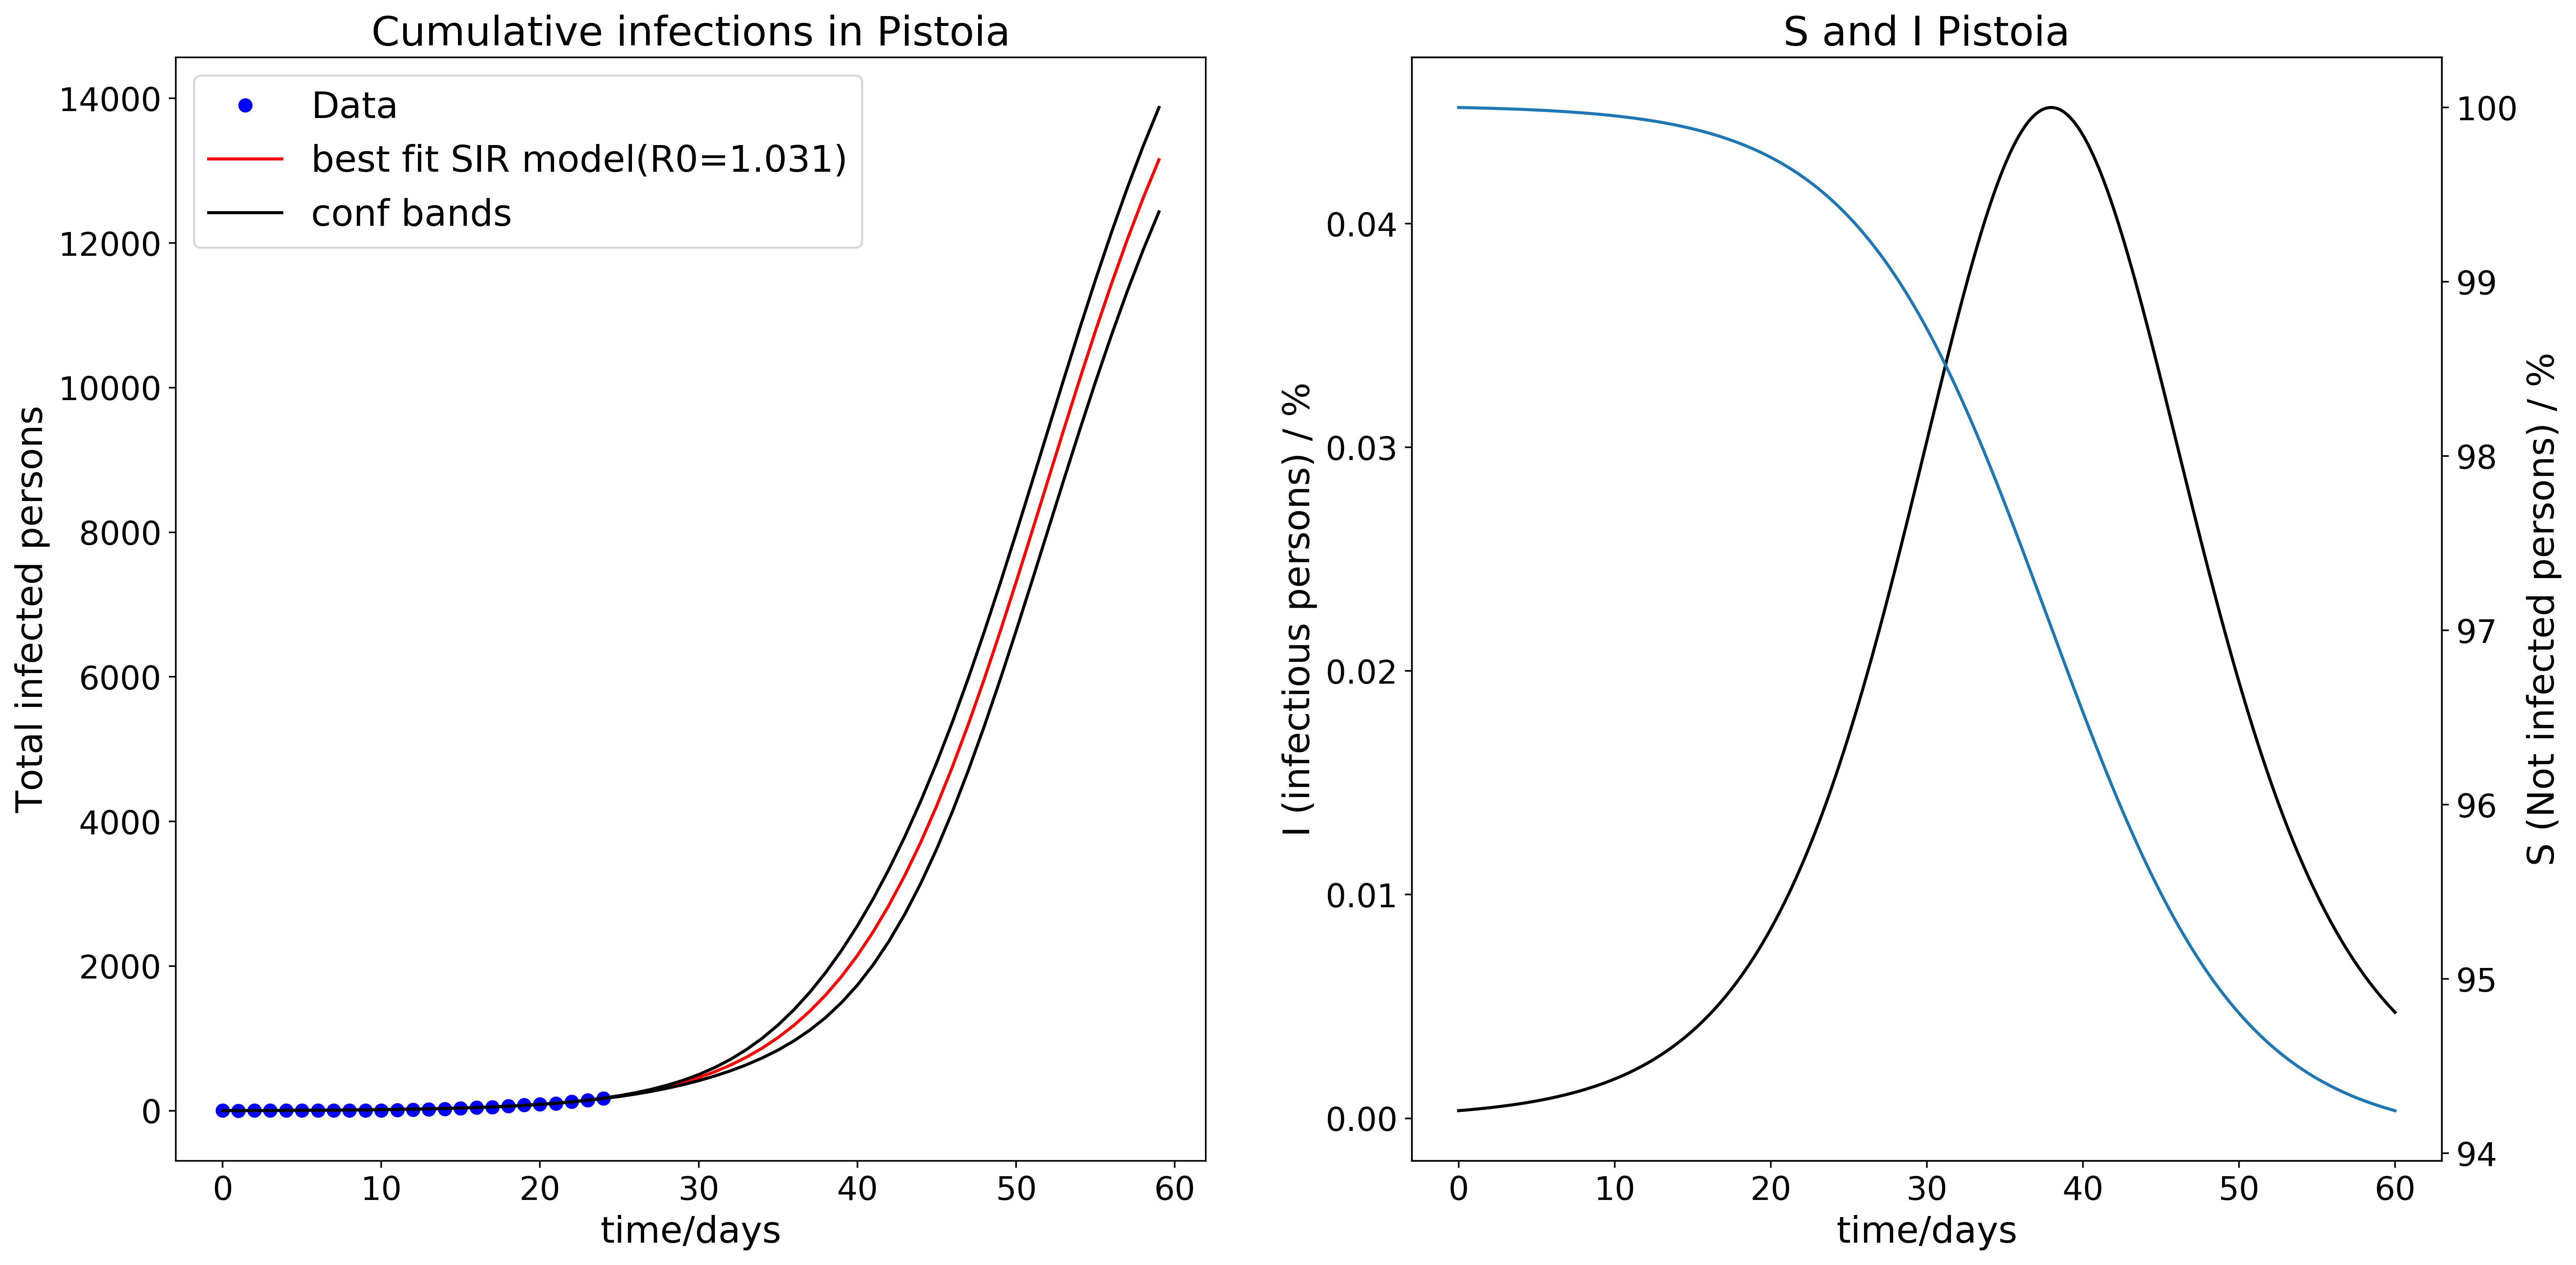 Cumulative infections in Pistoia
Data
best fit SIR model(R0=1.031)
conf bands
14000
12000
10000
8000
6000
4000
2000
0
Total infected persons
0 10 20 30 40 50 60
time/days
S and I Pistoia
0.04
0.03
0.02
0.01
0.00
I (infectious persons) / %
100
99
98
97
96
95
94
S (Not infected persons) / %
0 10 20 30 40 50 60
time/days